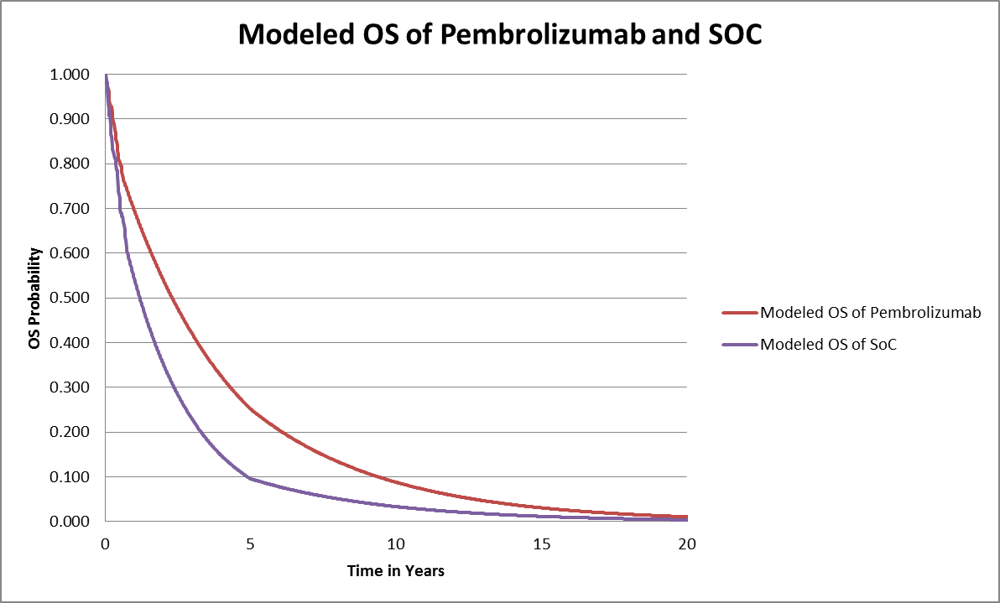 Modeled OS of Pembrolizumab and SOC
1.000
0.900
0.800
0.700
0.600
0.500
0.400
0.300
0.200
0.100
0.000
OS Probability
0 5 10 15 20
Time in Years
Modeled OS of Pembrolizumab
Modeled OS of SoC